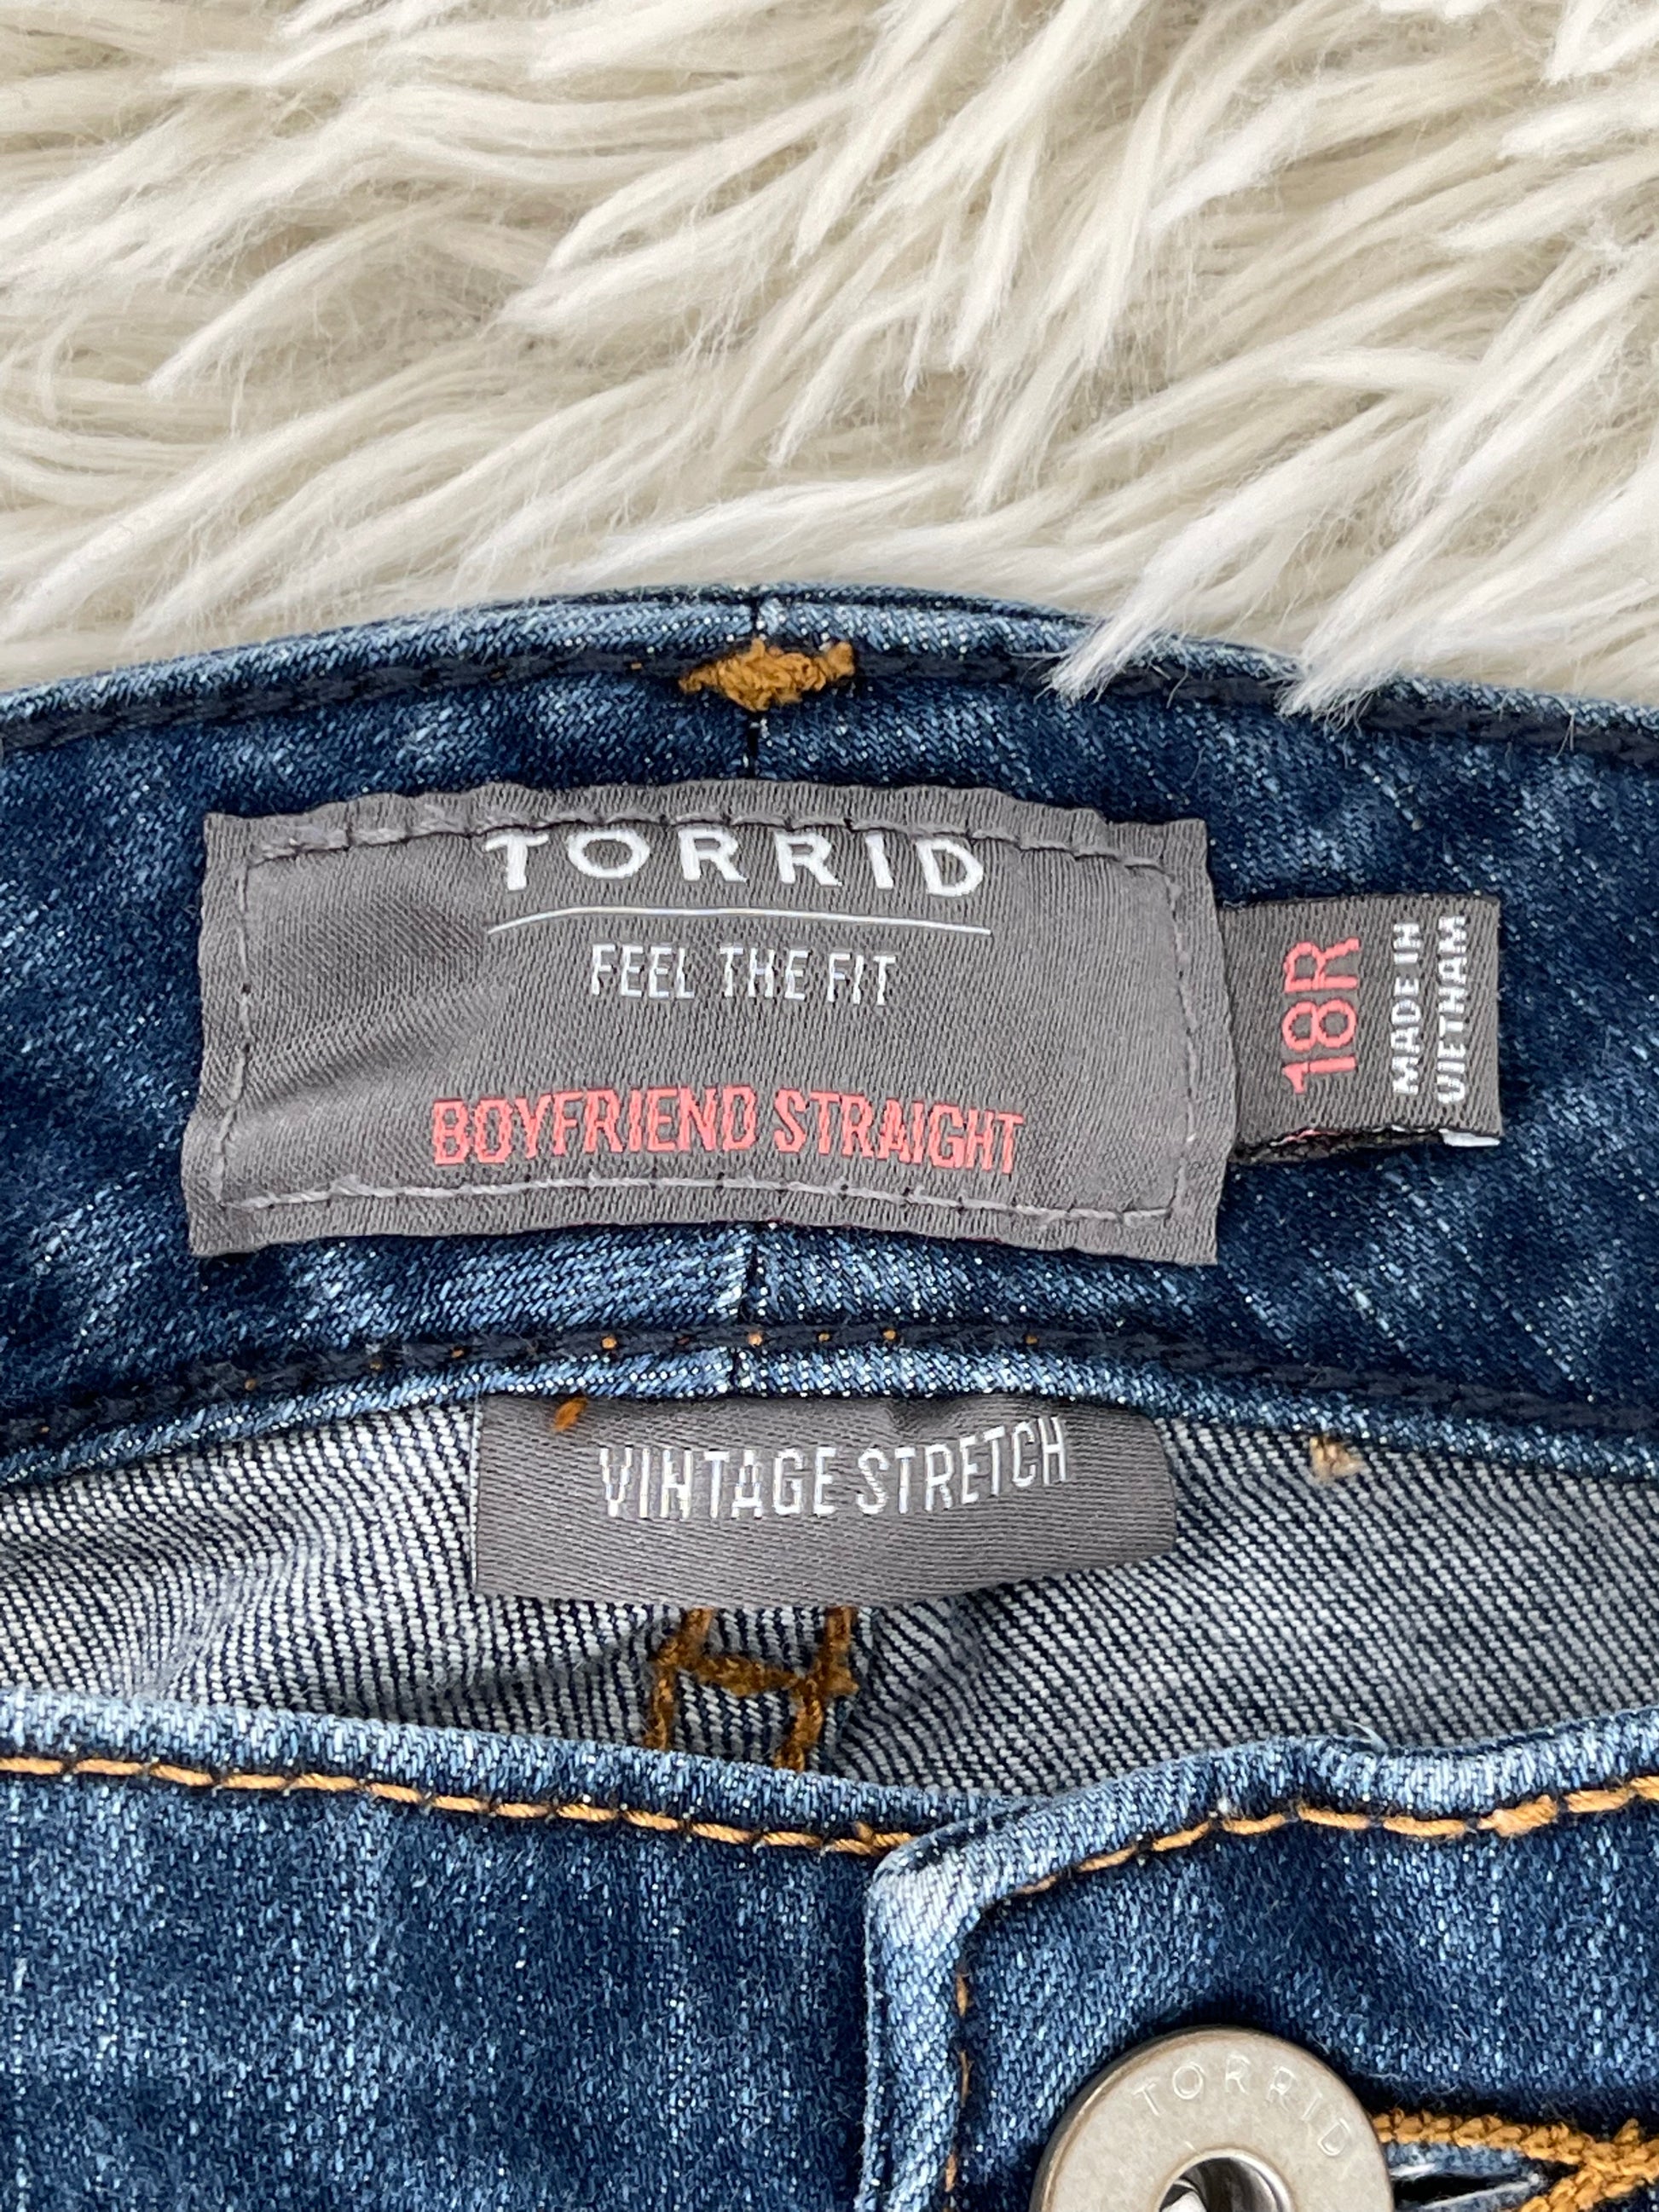 TORRID
FEEL THE FIT
BOYFRIEND STRAIGHT
18R
MADE IN
VIETNAM
VINTAGE STRETCH
TORRID